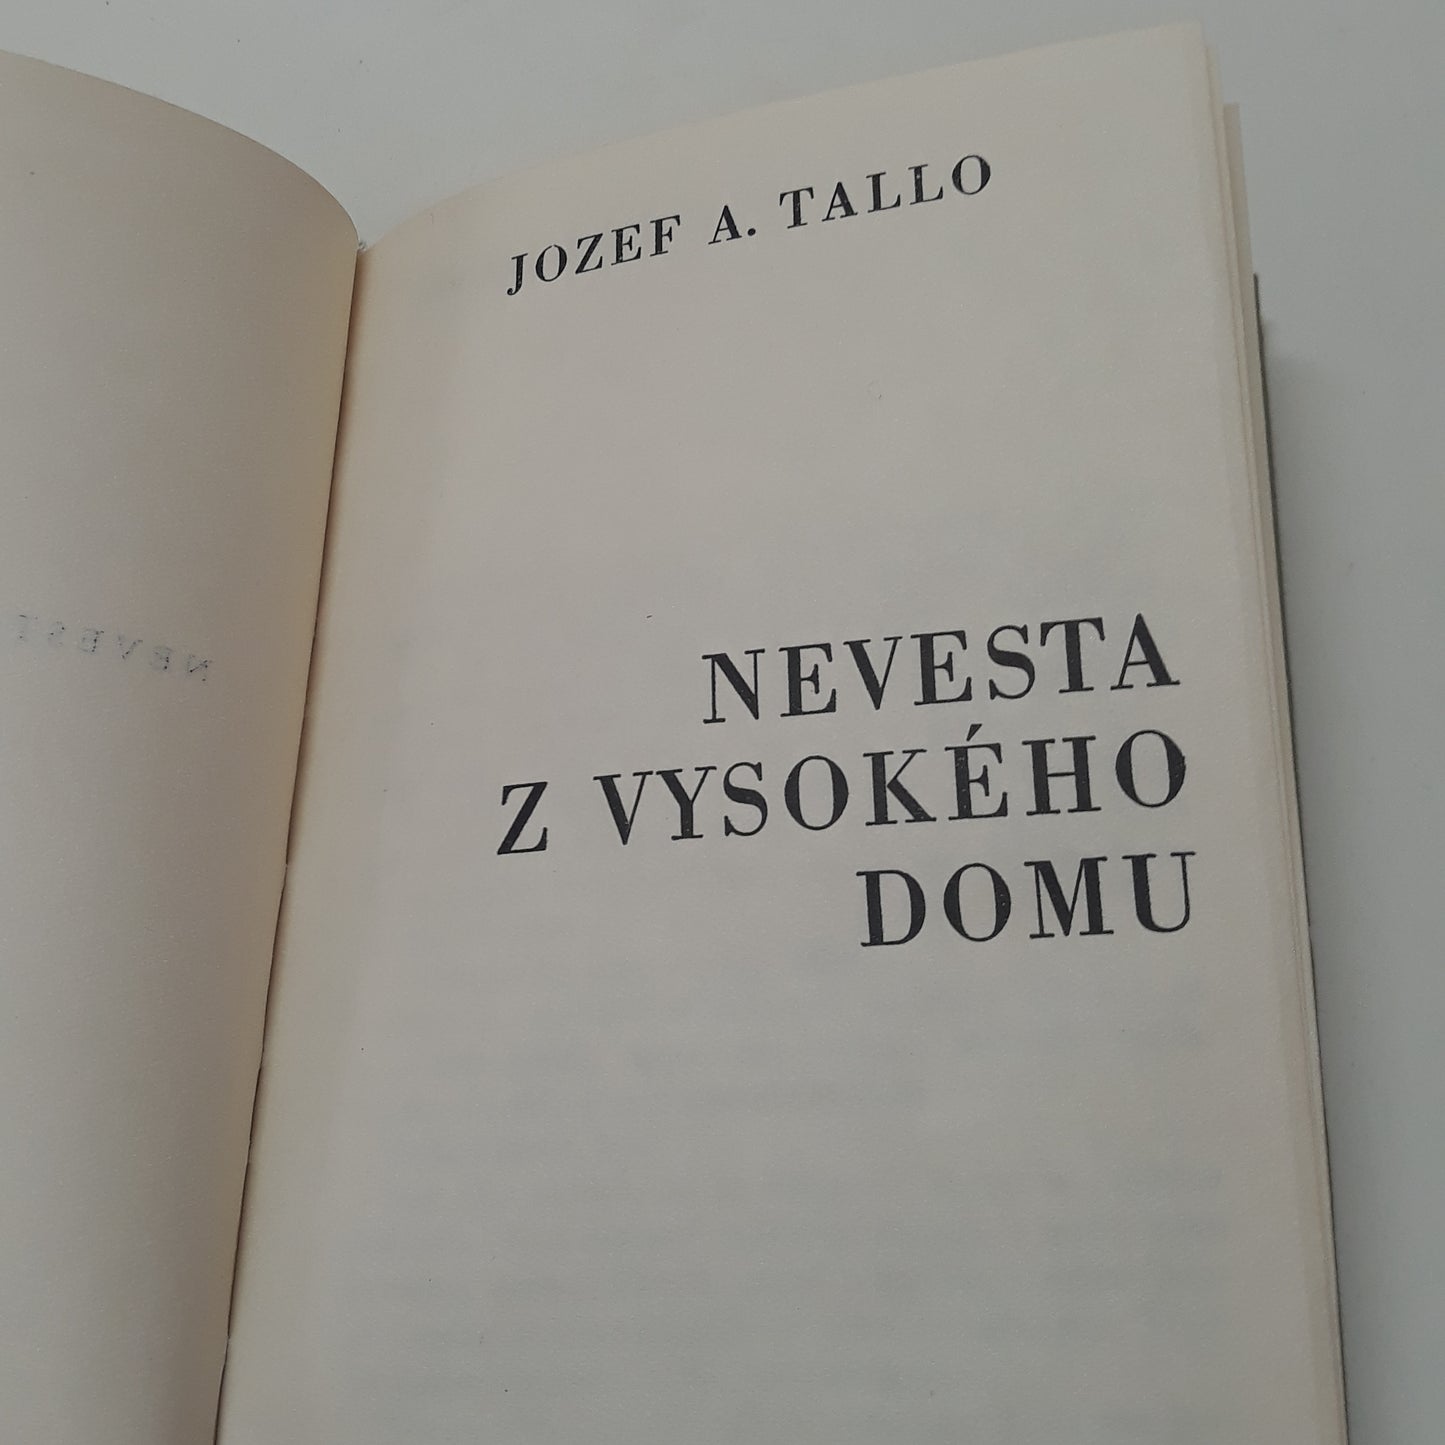 JOZEF A. TALLO
NEVESTA
Z VYSOKÉHO
DOMU